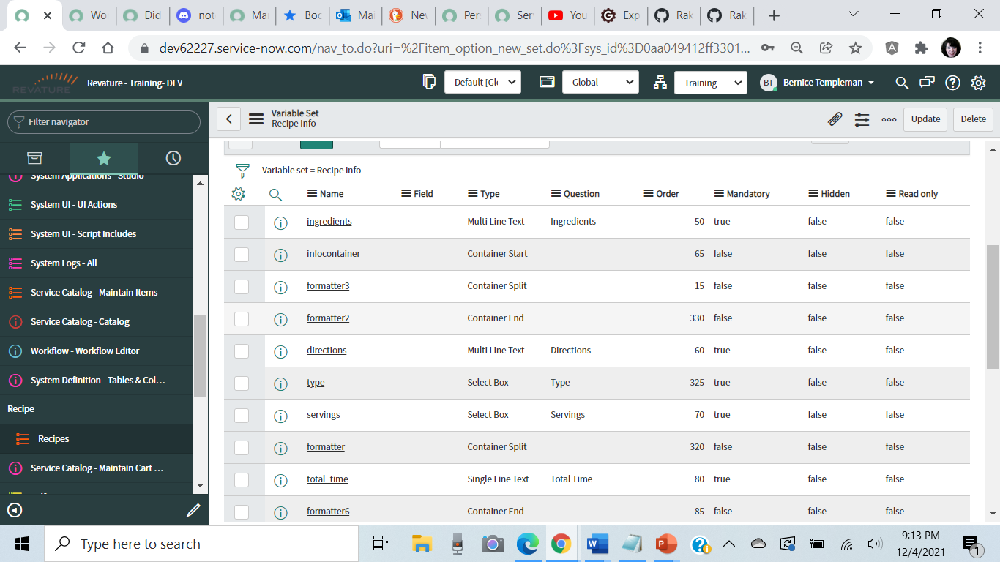 Wo
Did
not
Ma
Boc
Ma
Nev
Per
Ser
You
Exp
Rak
Rak
dev62227.service-now.com/nav_to.do?uri=%2Fitem_option_new_set.do%3Fsys_id%3D0aa049412ff3301...
REVATURE
Revature - Training- DEV
Default [Gl
Global
Training
BT
Bernice Templeman
Filter navigator
Variable Set
Recipe Info
Update
Delete
System Applications - Studio
System UI - UI Actions
System UI - Script Includes
System Logs - All
Service Catalog - Maintain Items
Service Catalog - Catalog
Workflow - Workflow Editor
System Definition - Tables & Col...
Recipe
Recipes
Service Catalog - Maintain Cart ...
Variable set = Recipe Info
Name Field Type Question Order Mandatory Hidden Read only
ingredients Multi Line Text Ingredients 50 true false false
infocontainer Container Start 65 false false false
formatter3 Container Split 15 false false false
formatter2 Container End 330 false false false
directions Multi Line Text Directions 60 true false false
type Select Box Type 325 true false false
servings Select Box Servings 70 true false false
formatter Container Split 320 false false false
total_time Single Line Text Total Time 80 true false false
formatter6 Container End 85 false false false
Type here to search
9:13 PM
12/4/2021
1